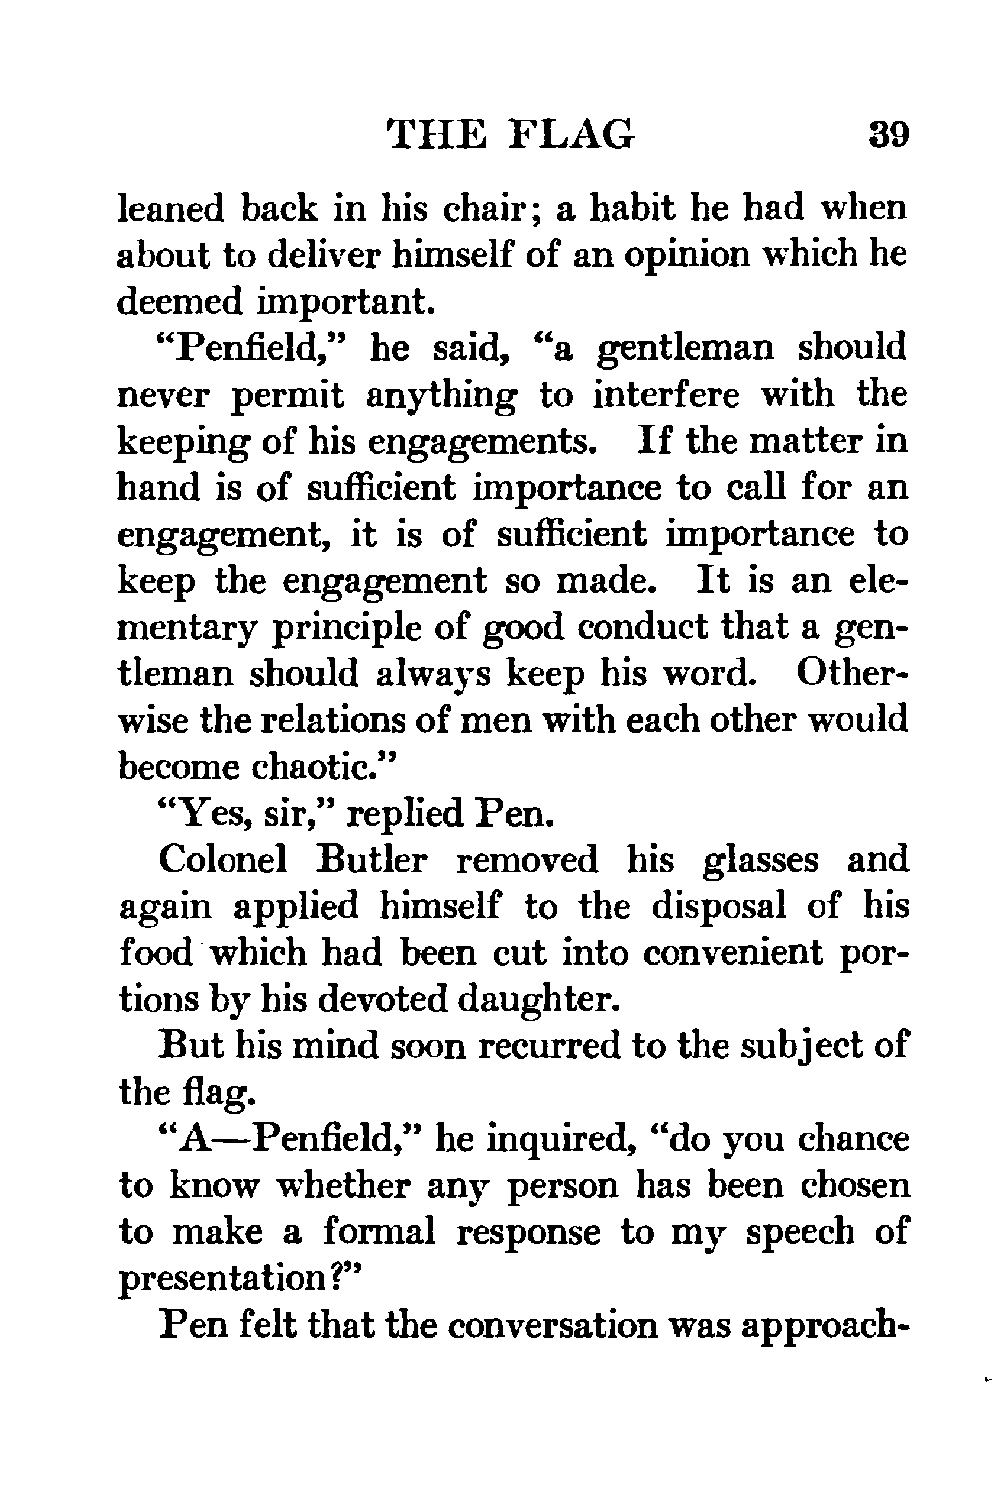 THE FLAG 39
leaned back in his chair; a habit he had when
about to deliver himself of an opinion which he
deemed important.
“Penfield,” he said, “a gentleman should
never permit anything to interfere with the
keeping of his engagements. If the matter in
hand is of sufficient importance to call for an
engagement, it is of sufficient importance to
keep the engagement so made. It is an ele-
mentary principle of good conduct that a gen-
tleman should always keep his word. Other-
wise the relations of men with each other would
become chaotic.”
“Yes, sir,” replied Pen.
Colonel Butler removed his glasses and
again applied himself to the disposal of his
food which had been cut into convenient por-
tions by his devoted daughter.
But his mind soon recurred to the subject of
the flag.
“A—Penfield,” he inquired, “do you chance
to know whether any person has been chosen
to make a formal response to my speech of
presentation?”
Pen felt that the conversation was approach-